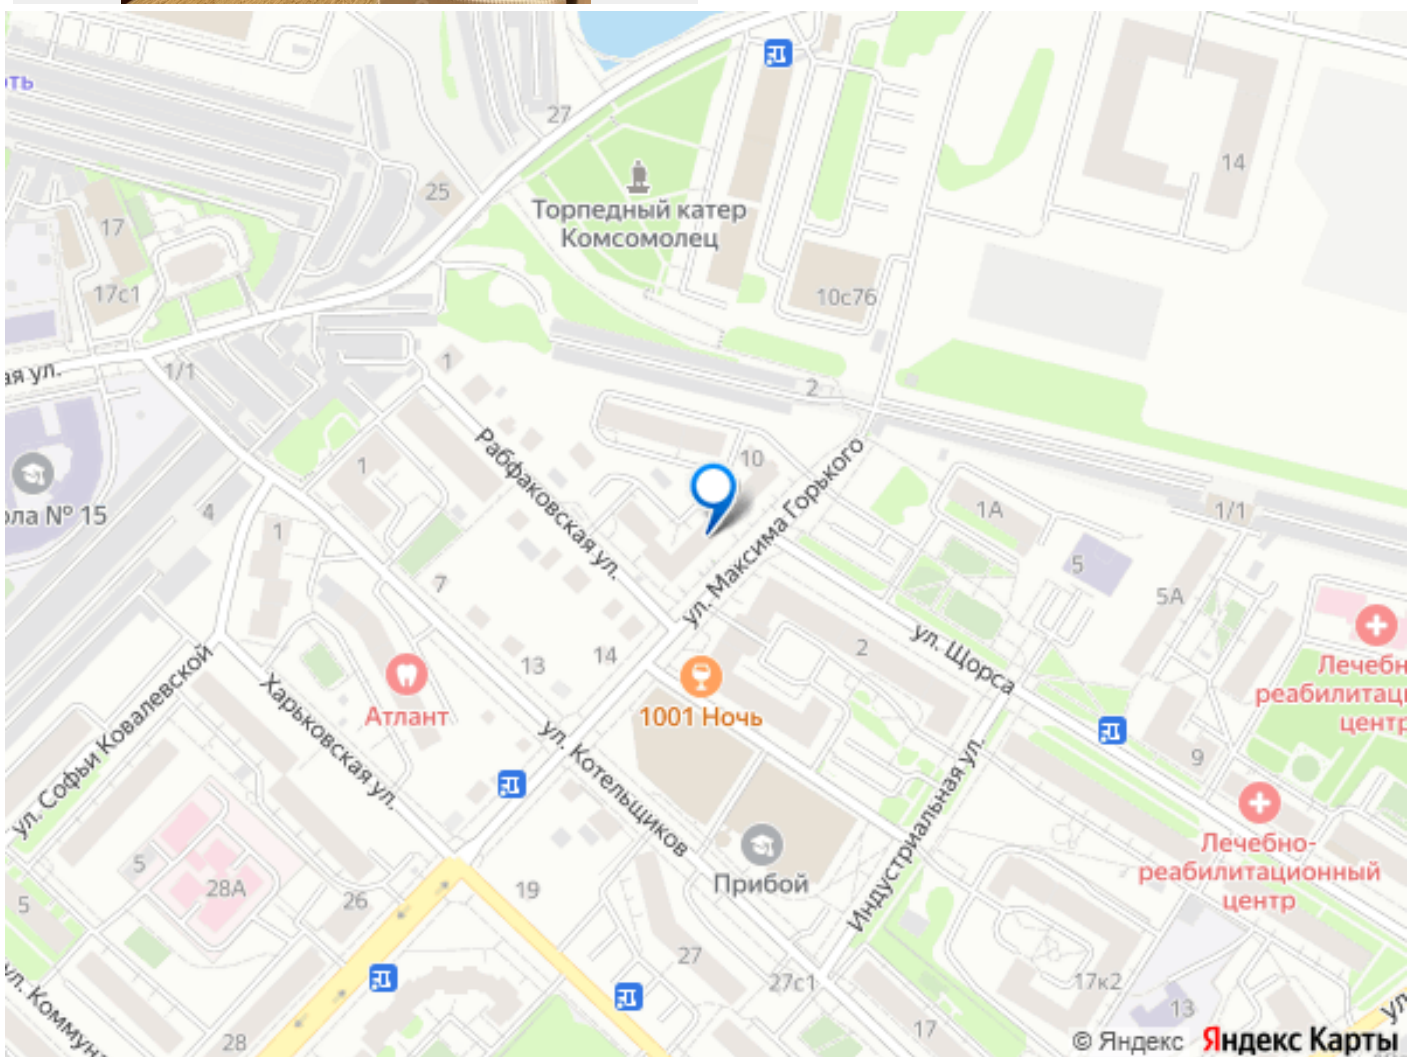 ть
27
14
25
Торпедный катер
Комсомолец
17
17с1
10с76
ая ул.
1/1
1
2
Рабфаковская ул.
ул. Максима Горького
10
1
1А
1/1
ола № 15
4
1
5
7
5А
2
ул. Щорса
14
13
Лечебн
реабилитаци
центр
Атлант
1001 Ночь
ул. Софьи Ковалевской
Харьковская ул.
ул. Котельщиков
Индустриальная ул.
9
Лечебно-
реабилитационный
центр
5
28А
26
19
Прибой
5
27
27с1
17к2
13
ул. Коммун
28
17
ул
© Яндекс Яндекс Карты